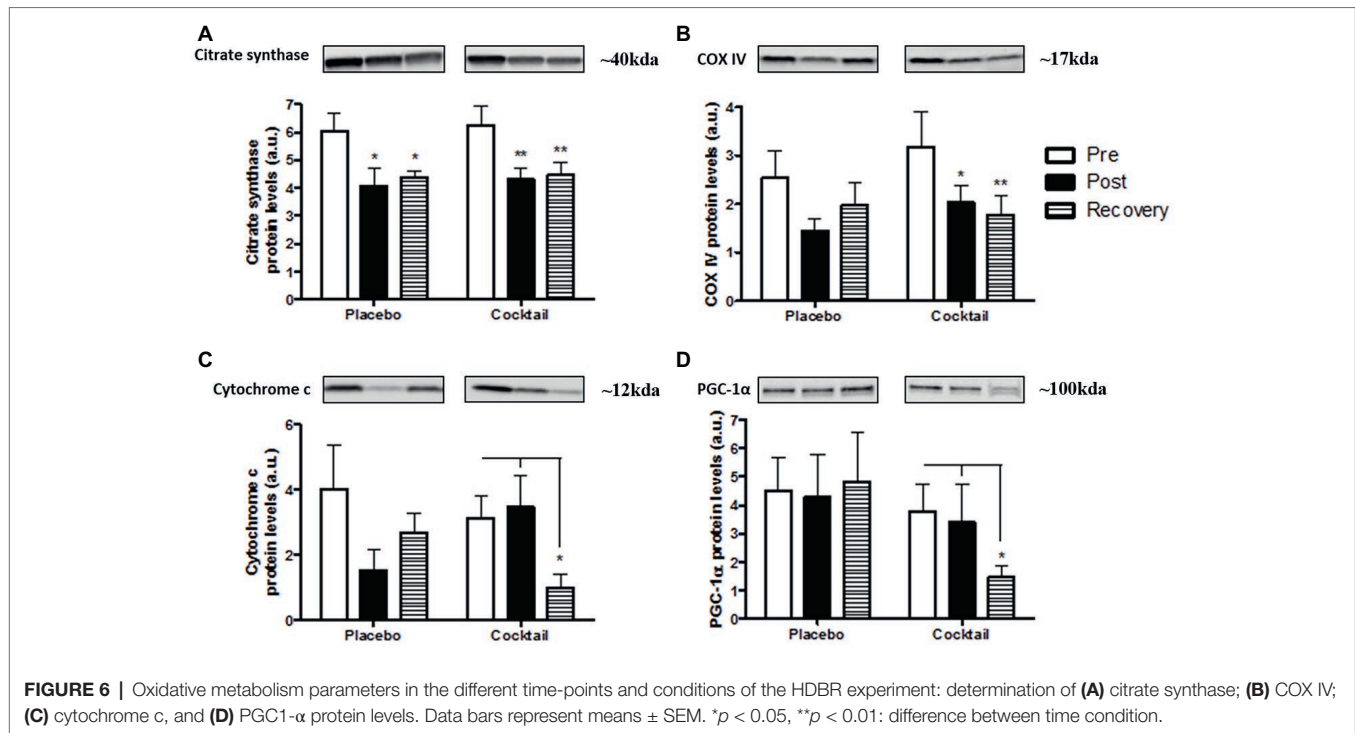 A
Citrate synthase
~40kda
Citrate synthase
protein levels (a.u.)
7
6
5
4
3
2
1
0
*
*
**
**
Placebo
Cocktail
B
COX IV
~17kda
COX IV protein levels (a.u.)
4
3
2
1
0
*
**
Placebo
Cocktail
Pre
Post
Recovery
C
Cytochrome c
~12kda
Cytochrome c
protein levels (a.u.)
6
4
2
0
*
Placebo
Cocktail
D
PGC-1α
~100kda
PGC-1α protein levels (a.u.)
7
6
5
4
3
2
1
0
*
Placebo
Cocktail
FIGURE 6 | Oxidative metabolism parameters in the different time-points and conditions of the HDBR experiment: determination of (A) citrate synthase; (B) COX IV;
(C) cytochrome c, and (D) PGC1-α protein levels. Data bars represent means ± SEM. *p < 0.05, **p < 0.01: difference between time condition.